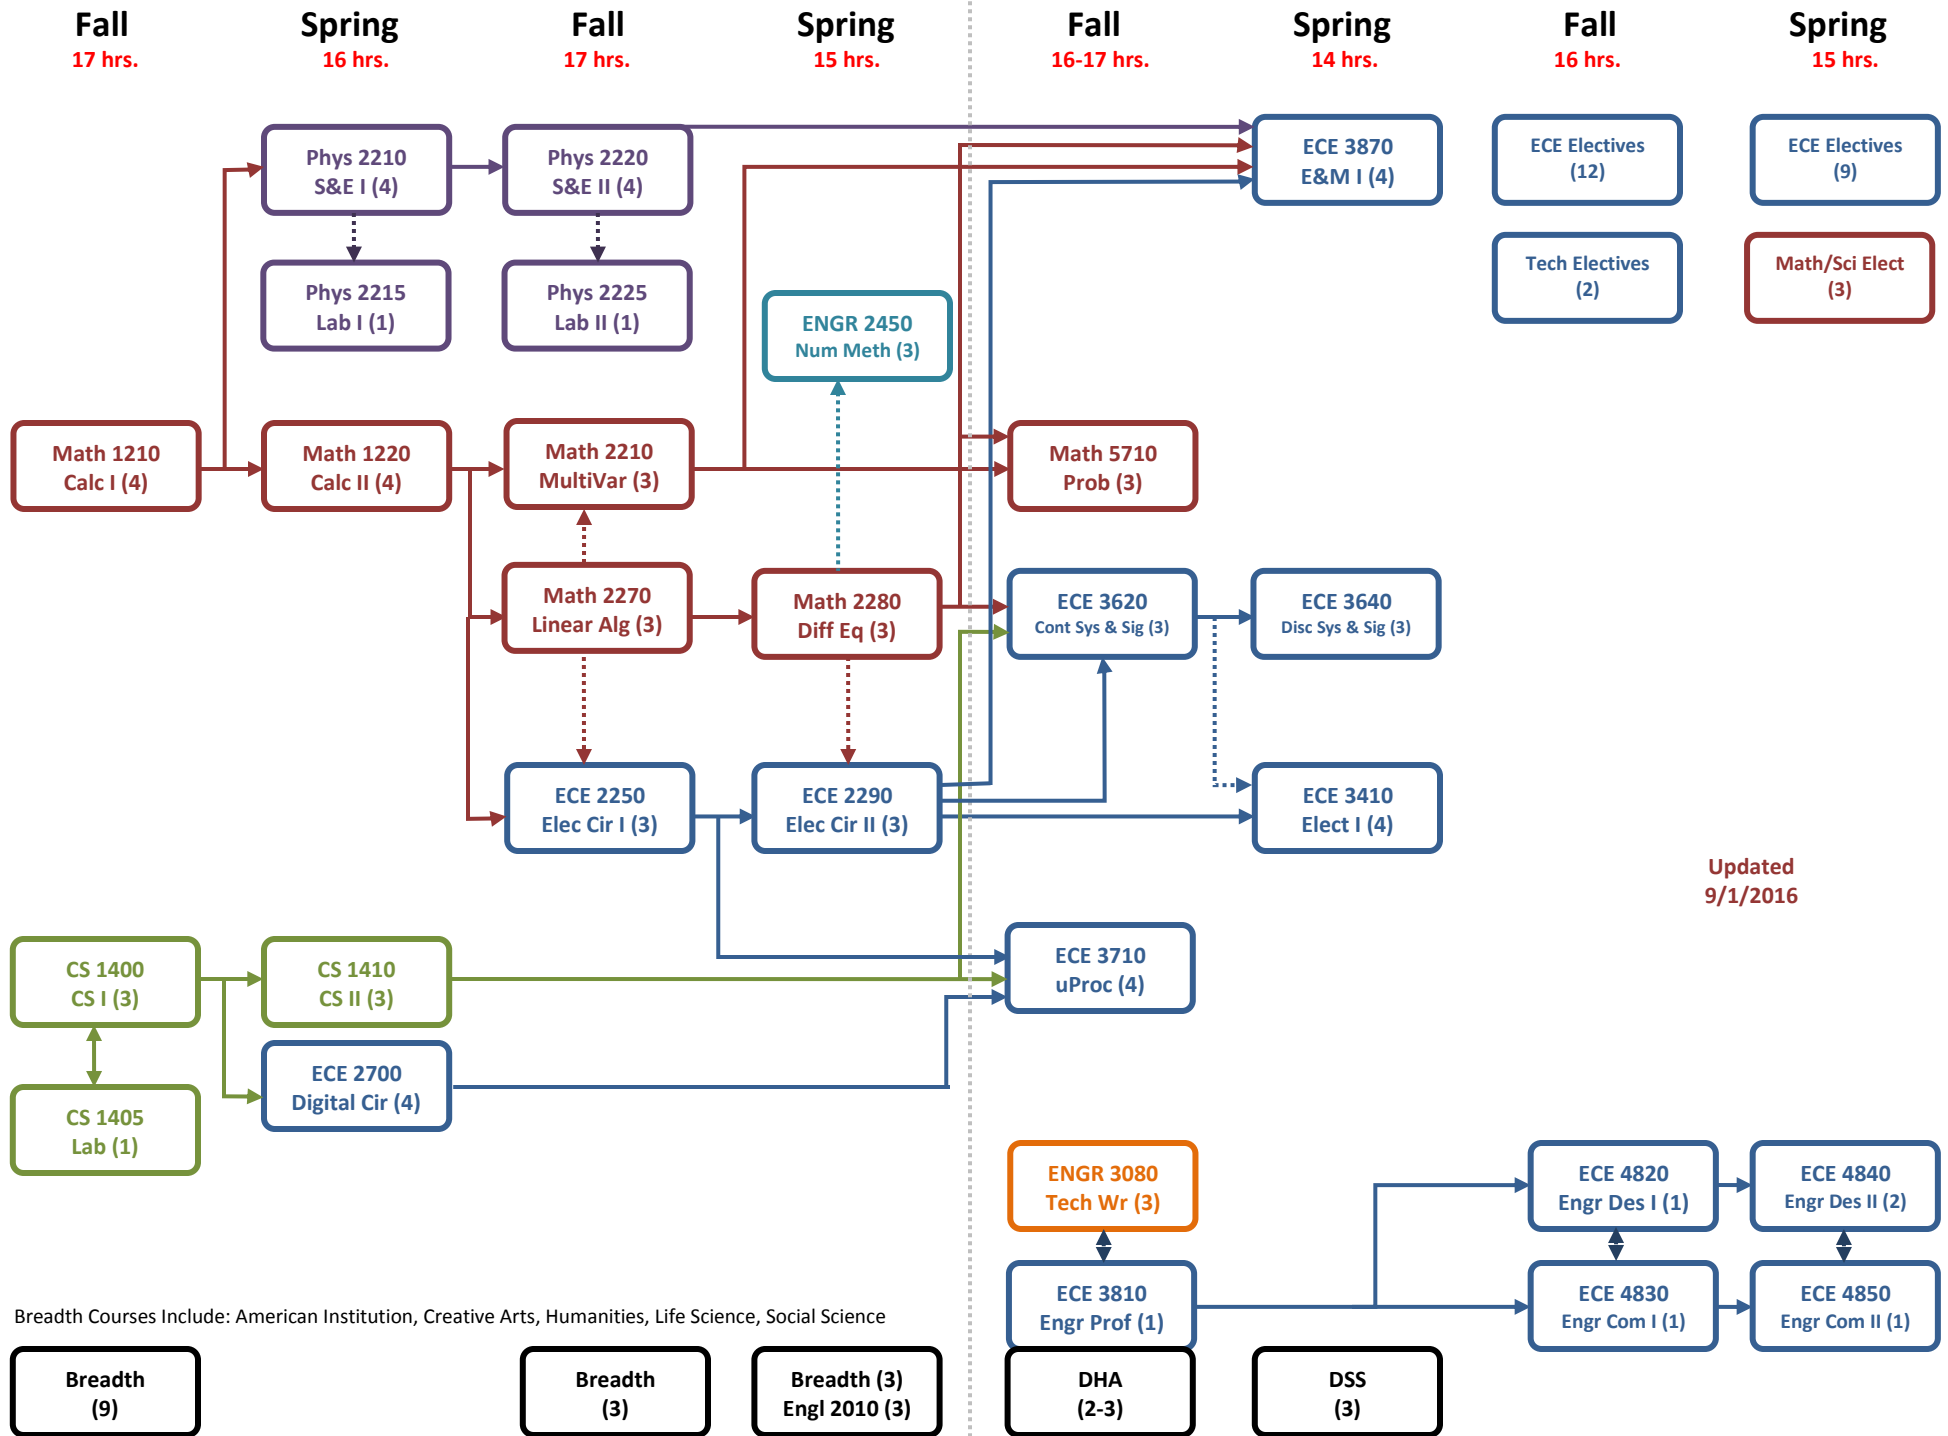 Fall
17 hrs.
Spring
16 hrs.
Fall
17 hrs.
Spring
15 hrs.
Fall
16-17 hrs.
Spring
14 hrs.
Fall
16 hrs.
Spring
15 hrs.
Phys 2210
S&E I (4)
Phys 2220
S&E II (4)
ECE 3870
E&M I (4)
ECE Electives
(12)
ECE Electives
(9)
Phys 2215
Lab I (1)
Phys 2225
Lab II (1)
ENGR 2450
Num Meth (3)
Tech Electives
(2)
Math/Sci Elect
(3)
Math 1210
Calc I (4)
Math 1220
Calc II (4)
Math 2210
MultiVar (3)
Math 5710
Prob (3)
Math 2270
Linear Alg (3)
Math 2280
Diff Eq (3)
ECE 3620
Cont Sys & Sig (3)
ECE 3640
Disc Sys & Sig (3)
ECE 2250
Elec Cir I (3)
ECE 2290
Elec Cir II (3)
ECE 3410
Elect I (4)
Updated
9/1/2016
CS 1400
CS I (3)
CS 1410
CS II (3)
ECE 3710
uProc (4)
CS 1405
Lab (1)
ECE 2700
Digital Cir (4)
ENGR 3080
Tech Wr (3)
ECE 4820
Engr Des I (1)
ECE 4840
Engr Des II (2)
ECE 3810
Engr Prof (1)
ECE 4830
Engr Com I (1)
ECE 4850
Engr Com II (1)
Breadth Courses Include: American Institution, Creative Arts, Humanities, Life Science, Social Science
Breadth
(9)
Breadth
(3)
Breadth (3)
Engl 2010 (3)
DHA
(2-3)
DSS
(3)